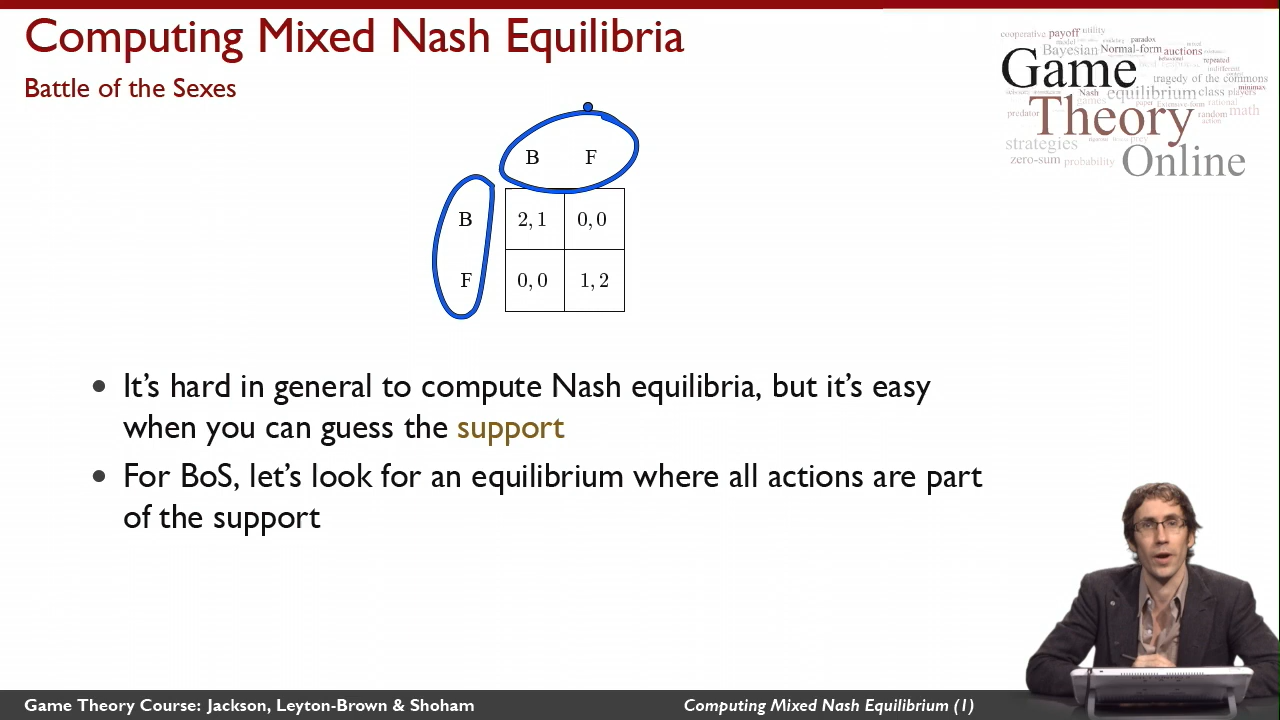 Computing Mixed Nash Equilibria
Battle of the Sexes
cooperative payoff utility
Bayesian Normal-form auctions
Game
tragedy of the commons
Nash equilibrium class players
games
predator
Theory
random math
strategies
zero-sum probability
Online
B F
B 2, 1 0, 0
F 0, 0 1, 2
• It's hard in general to compute Nash equilibria, but it's easy
when you can guess the support
• For BoS, let's look for an equilibrium where all actions are part
of the support
Game Theory Course: Jackson, Leyton-Brown & Shoham
Computing Mixed Nash Equilibrium (1)